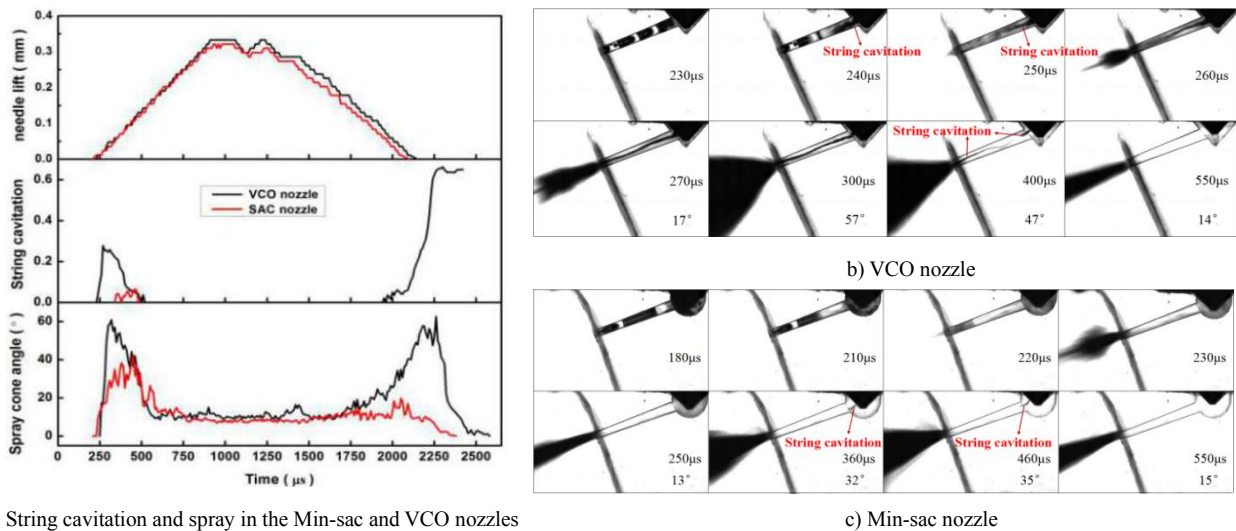 0.4
0.3
0.2
0.1
0.0
needle lift ( mm )
0.6
0.4
0.2
0.0
String cavitation
VCO nozzle
SAC nozzle
60
40
20
0
Spray cone angle ( ° )
0 250 500 750 1000 1250 1500 1750 2000 2250 2500
Time ( μs )
String cavitation and spray in the Min-sac and VCO nozzles
230μs
String cavitation
240μs
String cavitation
250μs
260μs
270μs
17°
300μs
57°
String cavitation
400μs
47°
550μs
14°
b) VCO nozzle
180μs
210μs
220μs
230μs
250μs
13°
String cavitation
360μs
32°
String cavitation
460μs
35°
550μs
15°
c) Min-sac nozzle